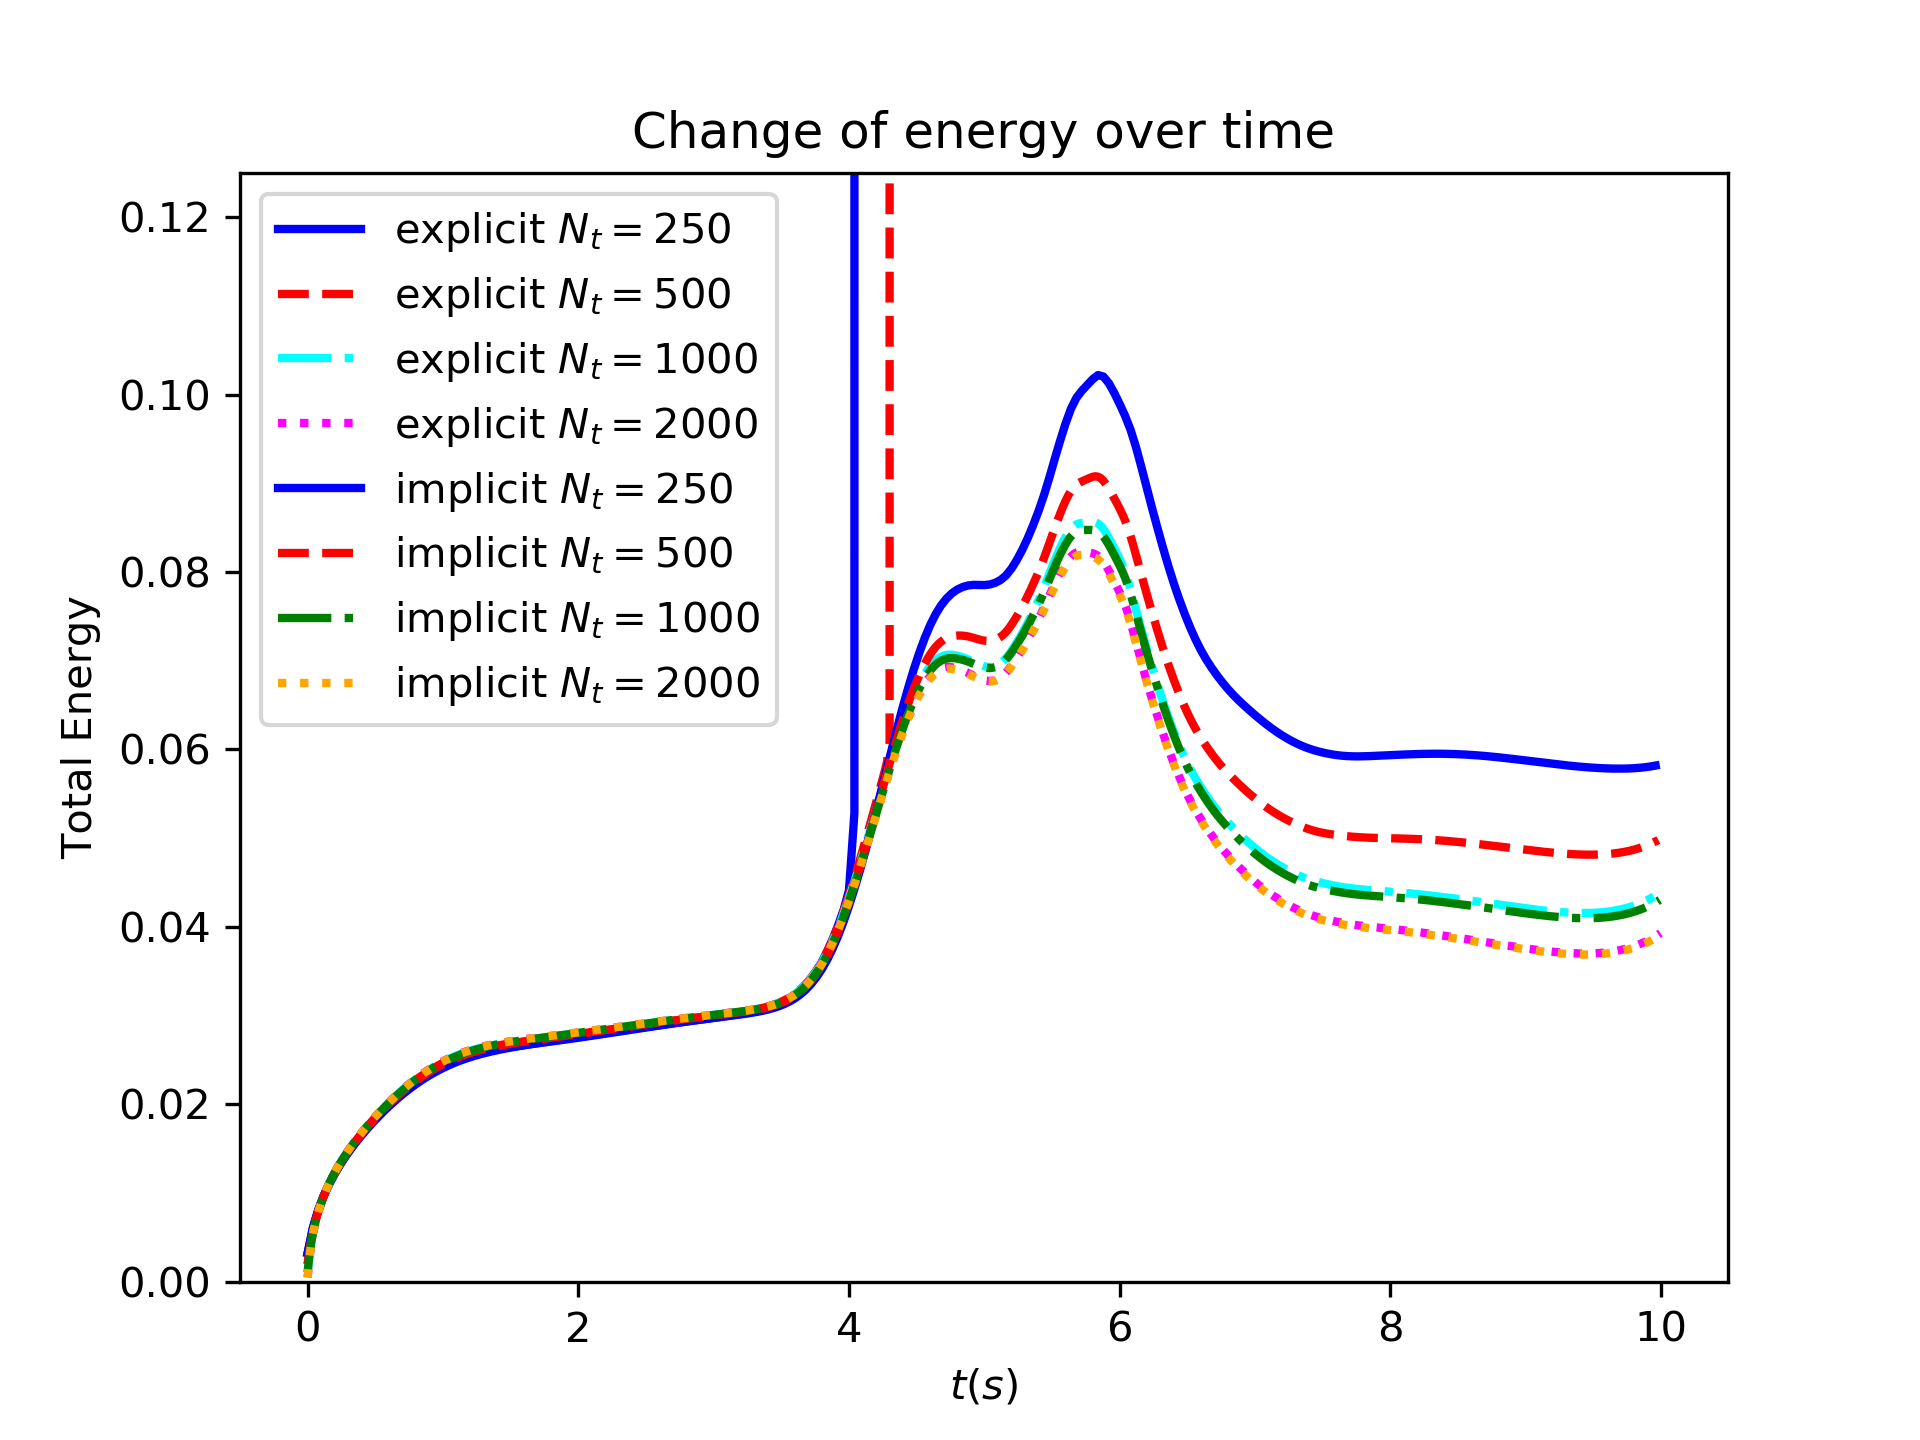 Change of energy over time
explicit N_t = 250
explicit N_t = 500
explicit N_t = 1000
explicit N_t = 2000
implicit N_t = 250
implicit N_t = 500
implicit N_t = 1000
implicit N_t = 2000
0.12
0.10
0.08
0.06
0.04
0.02
0.00
Total Energy
0 2 4 6 8 10
t(s)